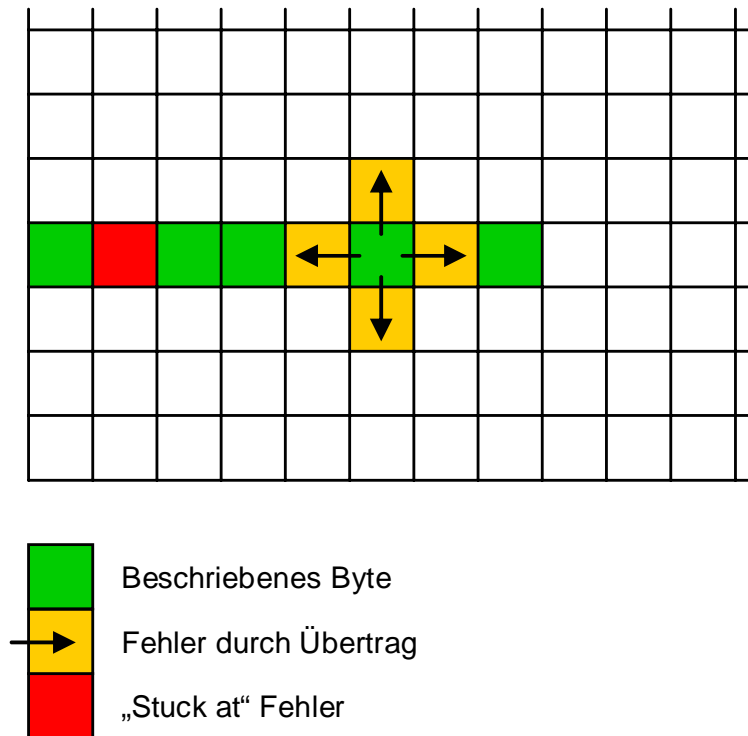 Beschriebenes Byte
Fehler durch Übertrag
„Stuck at“ Fehler